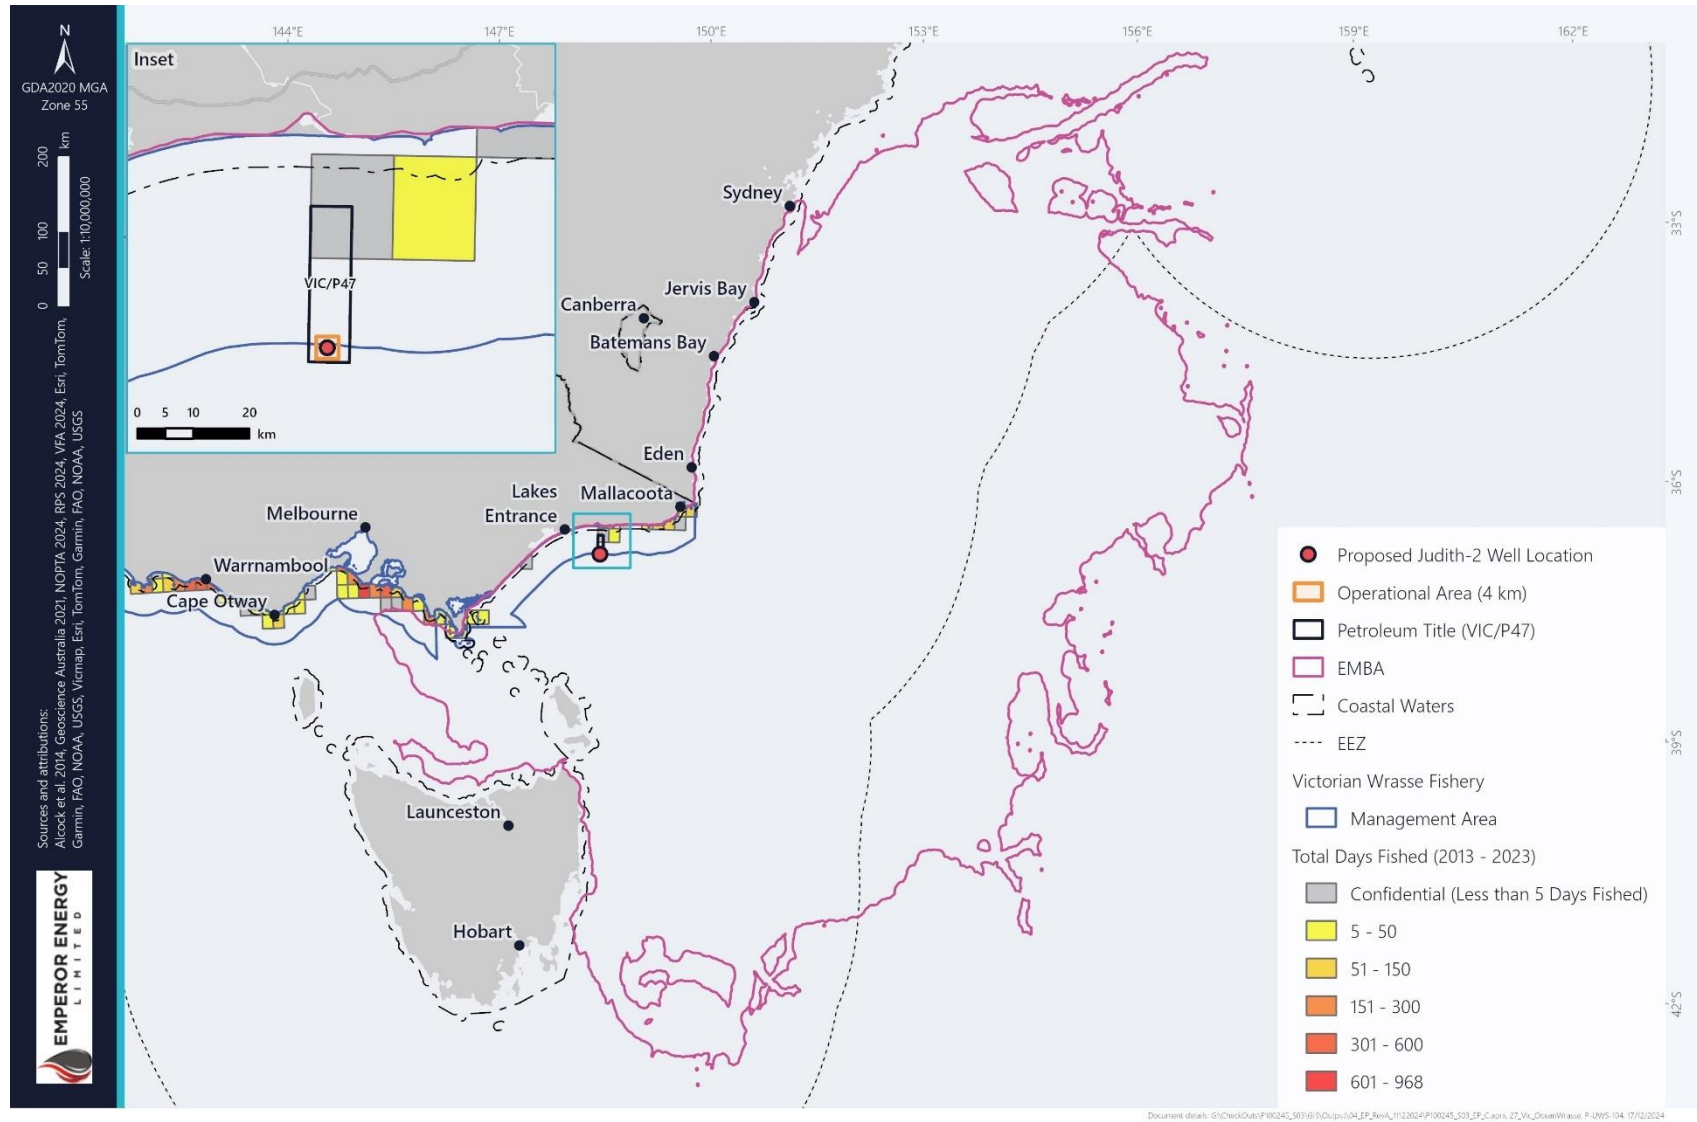 N
GDA2020 MGA
Zone 55
0 50 100 200
km
Scale: 1:10,000,000
Sources and attributions:
Alcock et al. 2014, Geoscience Australia 2021, NOPTA 2024, RPS 2024, VFA 2024, Esri, TomTom,
Garmin, FAO, NOAA, USGS, Vicmap, Esri, TomTom, Garmin, FAO, NOAA, USGS
EMPEROR ENERGY
LIMITED
144°E 147°E 150°E 153°E 156°E 159°E 162°E
33°S
36°S
39°S
42°S
Inset
VIC/P47
0 5 10 20
km
Sydney
Jervis Bay
Canberra
Batemans Bay
Eden
Lakes
Entrance
Mallacoota
Melbourne
Warrnambool
Cape Otway
Launceston
Hobart
Proposed Judith-2 Well Location
Operational Area (4 km)
Petroleum Title (VIC/P47)
EMBA
Coastal Waters
EEZ
Victorian Wrasse Fishery
Management Area
Total Days Fished (2013 - 2023)
Confidential (Less than 5 Days Fished)
5 - 50
51 - 150
151 - 300
301 - 600
601 - 968
Document details: